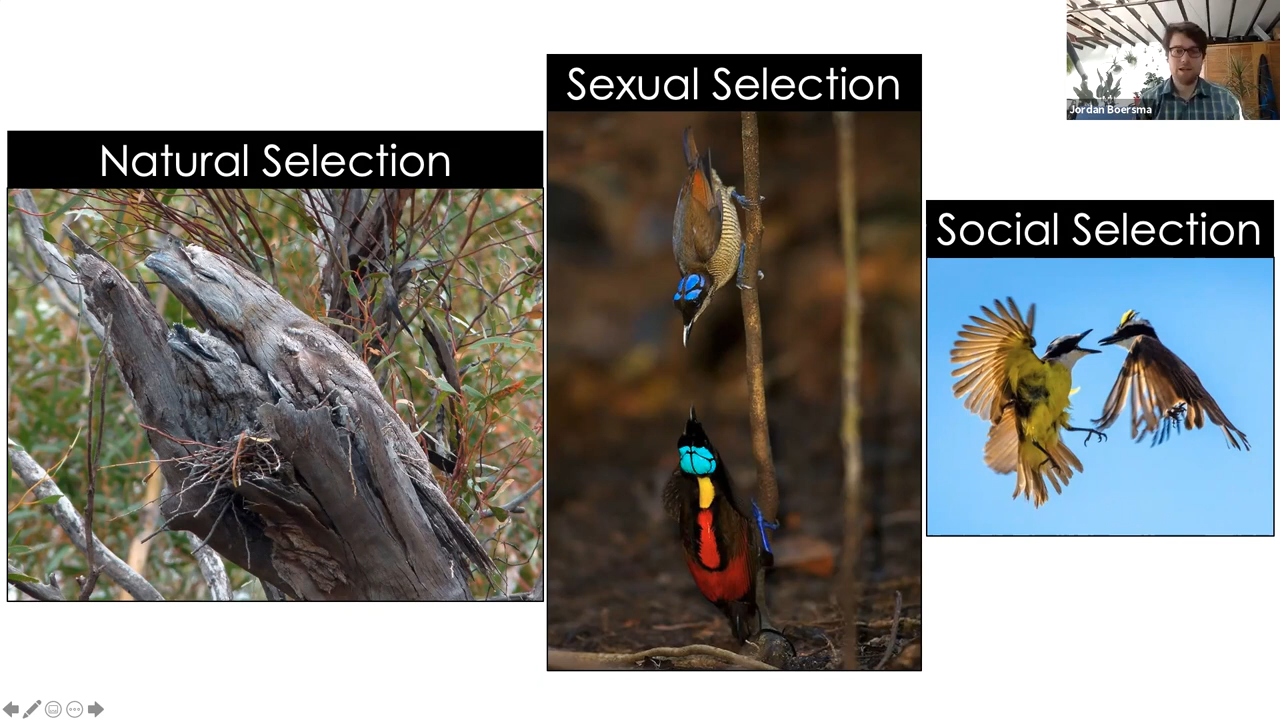 Natural Selection
Sexual Selection
Social Selection
Jordan Boersma